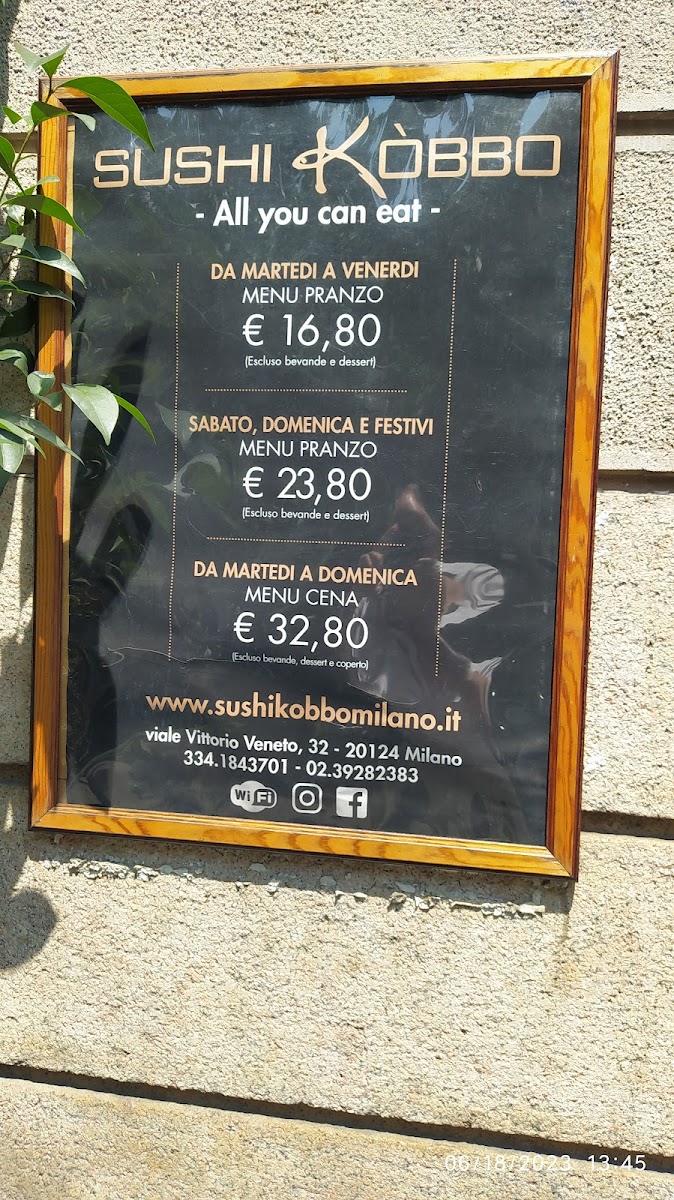 SUSHI KÒBBO
- All you can eat -
DA MARTEDI A VENERDI
MENU PRANZO
€ 16,80
(Escluso bevande e dessert)
SABATO, DOMENICA E FESTIVI
MENU PRANZO
€ 23,80
(Escluso bevande e dessert)
DA MARTEDI A DOMENICA
MENU CENA
€ 32,80
(Escluso bevande, dessert e coperto)
www.sushikobbomilano.it
viale Vittorio Veneto, 32 - 20124 Milano
334.1843701 - 02.39282383
Wi Fi
06/18/2023 13:45